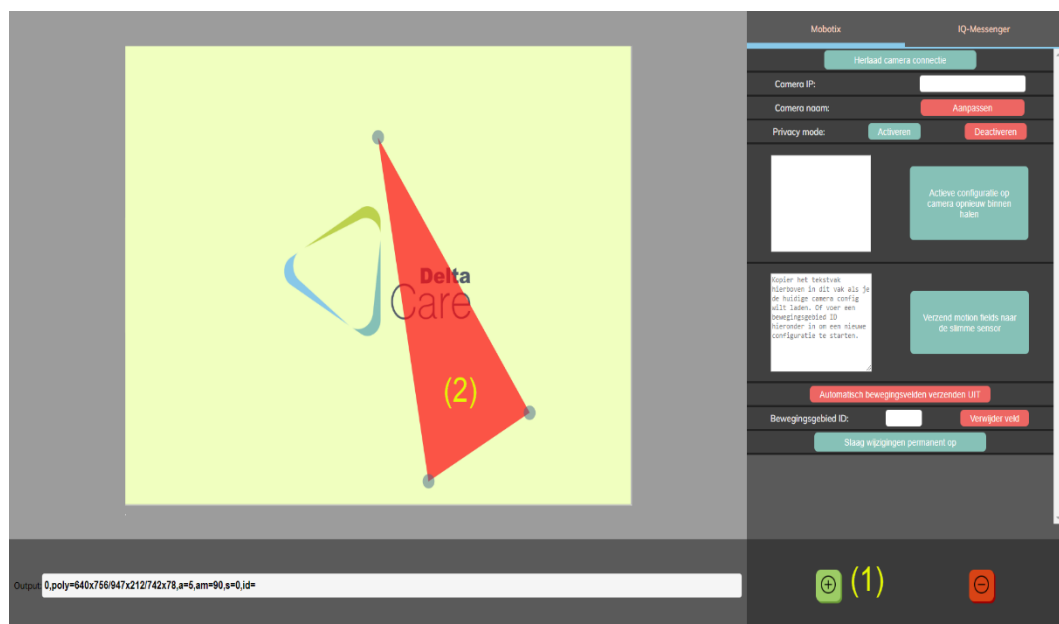 Mobotix
IQ-Messenger
Herlaad camera connectie
Camera IP:
Camera naam:
Aanpassen
Privacy mode:
Activeren
Deactiveren
Actieve configuratie op
camera opnieuw binnen
halen
Delta
Care
Kopier het tekstvak
hierboven in dit vak als je
de huidige camera config
wilt laden. Of voer een
bewegingsgebied ID
hieronder in om een nieuwe
configuratie te starten.
Verzend motion fields naar
de slimme sensor
(2)
Automatisch bewegingsvelden verzenden UIT
Bewegingsgebied ID:
Verwijder veld
Slaag wijzigingen permanent op
Output:
0,poly=640x756/947x212/742x78,a=5,am=90,s=0,id=
(1)